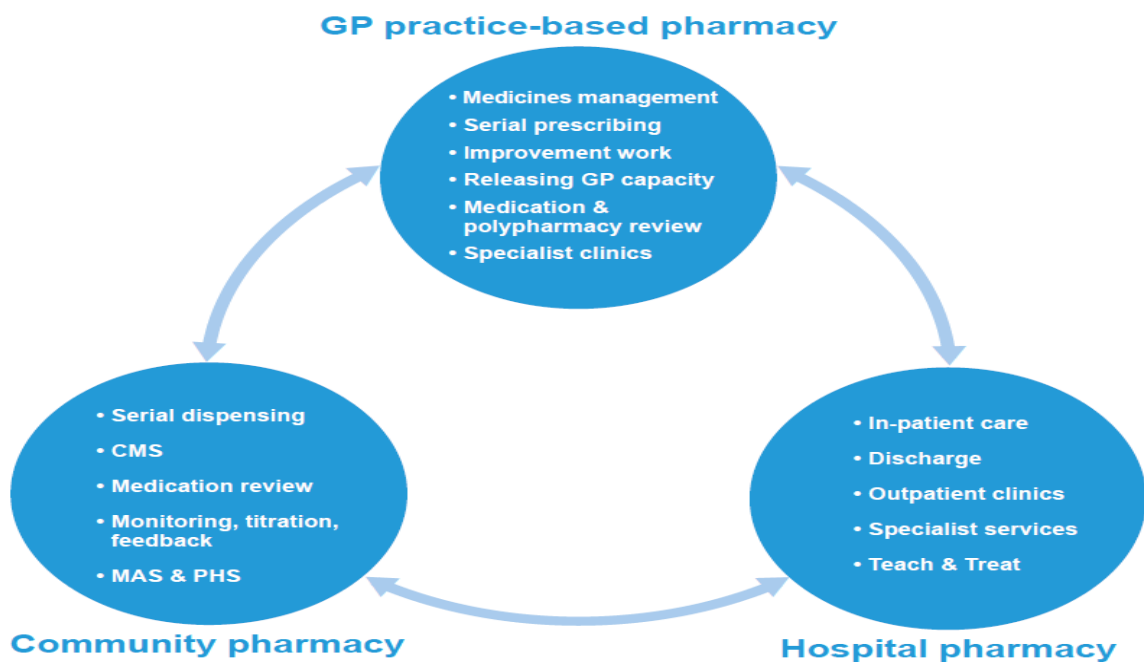 GP practice-based pharmacy
• Medicines management
• Serial prescribing
• Improvement work
• Releasing GP capacity
• Medication &
polypharmacy review
• Specialist clinics
• Serial dispensing
• CMS
• Medication review
• Monitoring, titration,
feedback
• MAS & PHS
Community pharmacy
• In-patient care
• Discharge
• Outpatient clinics
• Specialist services
• Teach & Treat
Hospital pharmacy